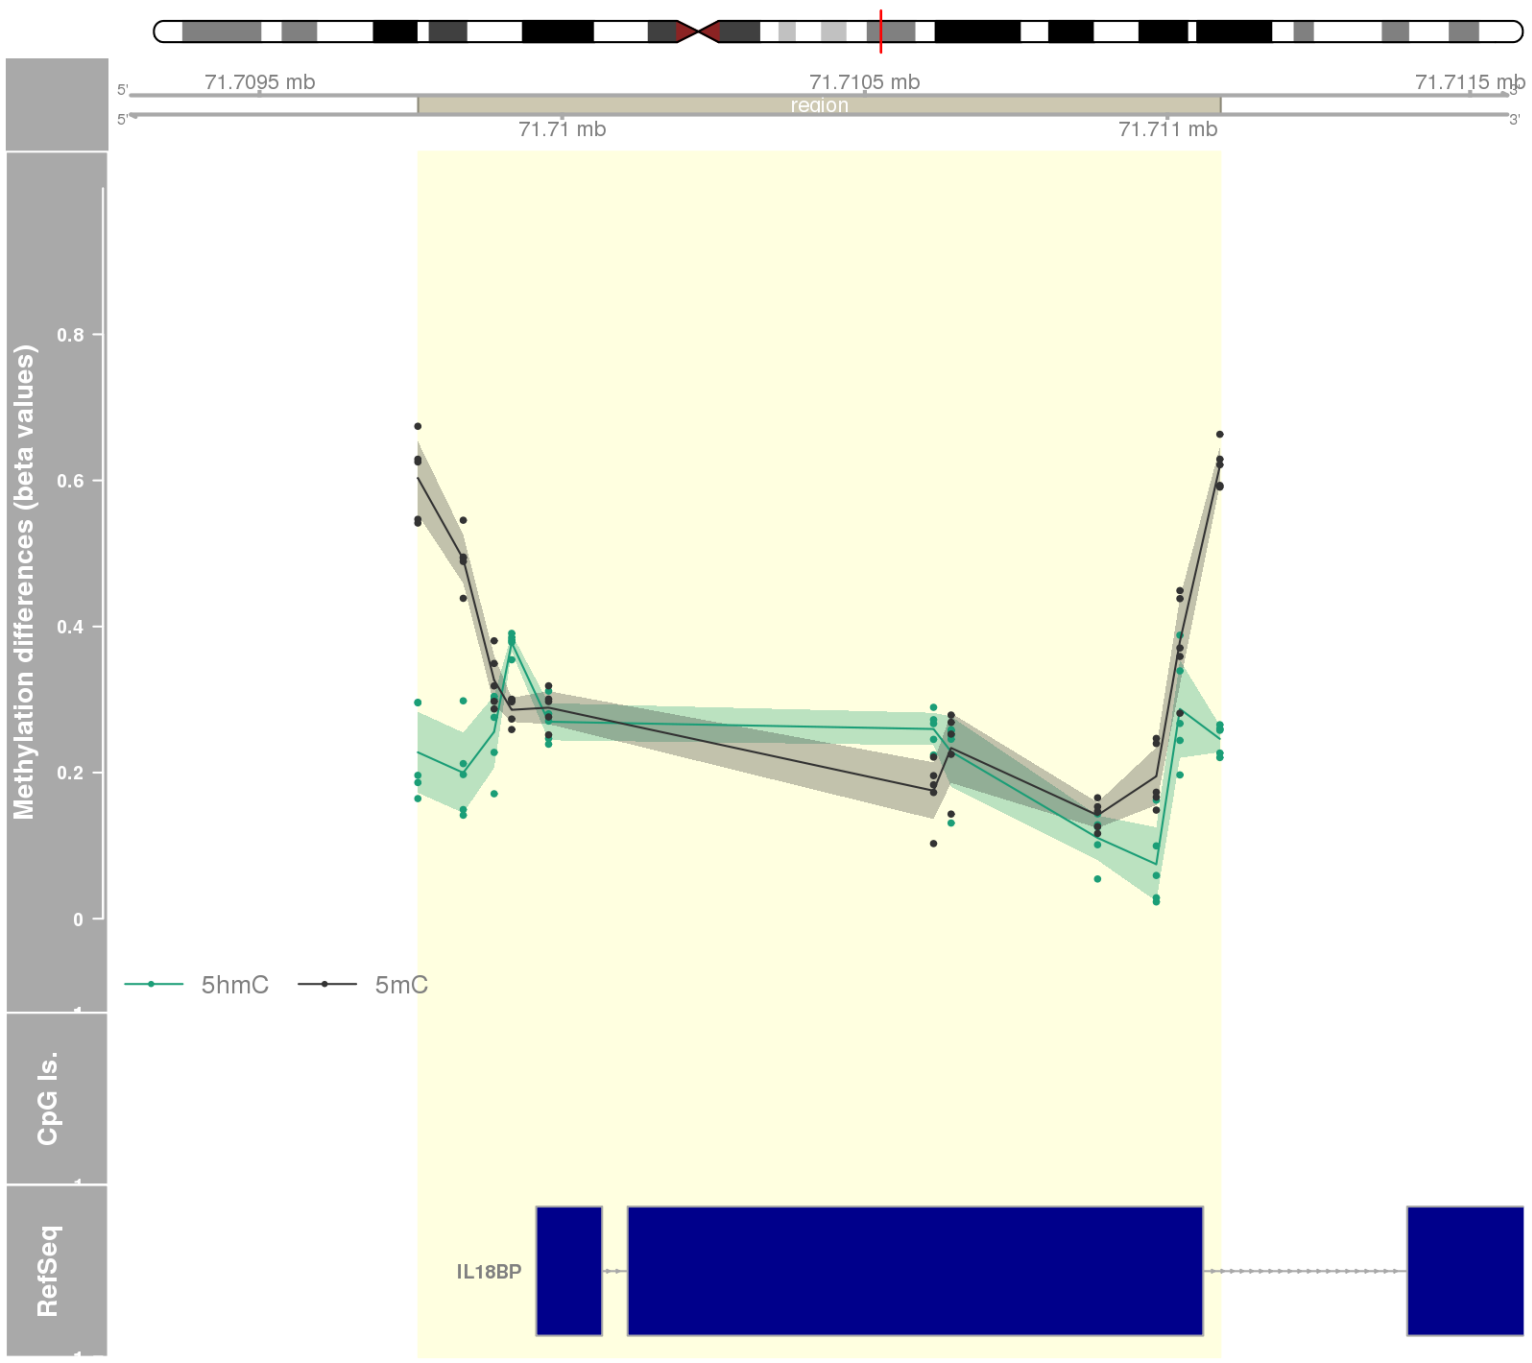 71.7095 mb
71.7105 mb
71.7115 mb
5'
3'
region
5'
3'
71.71 mb
71.711 mb
Methylation differences (beta values)
0.8
0.6
0.4
0.2
0
5hmC
5mC
CpG Is.
RefSeq
IL18BP